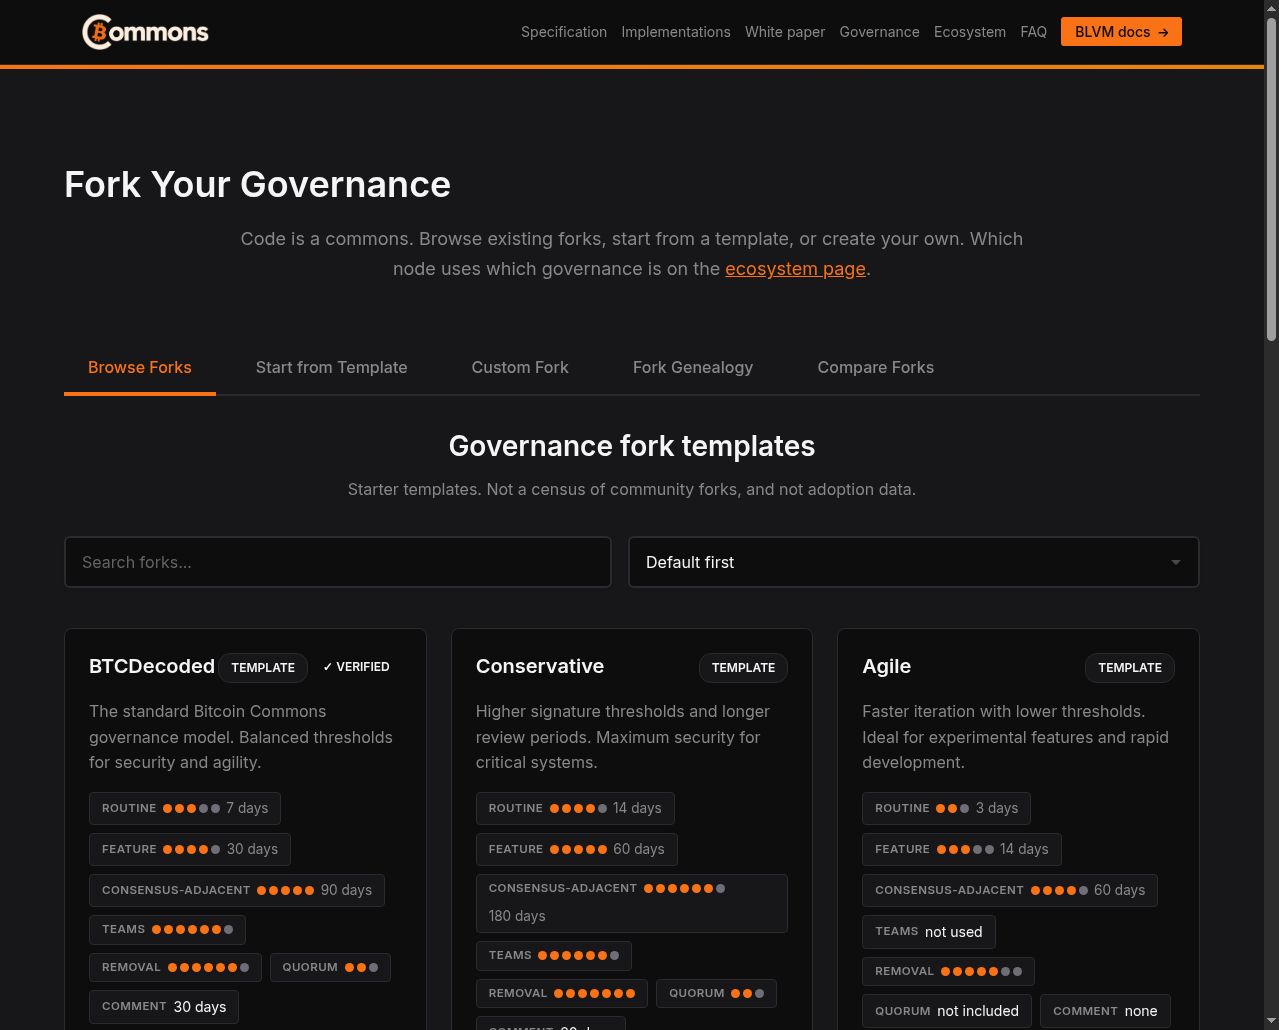 Commons
Specification Implementations White paper Governance Ecosystem FAQ BLVM docs →
Fork Your Governance
Code is a commons. Browse existing forks, start from a template, or create your own. Which
node uses which governance is on the ecosystem page.
Browse Forks Start from Template Custom Fork Fork Genealogy Compare Forks
Governance fork templates
Starter templates. Not a census of community forks, and not adoption data.
Search forks... Default first
BTCDecoded TEMPLATE ✓ VERIFIED
The standard Bitcoin Commons
governance model. Balanced thresholds
for security and agility.
ROUTINE 7 days
FEATURE 30 days
CONSENSUS-ADJACENT 90 days
TEAMS
REMOVAL QUORUM
COMMENT 30 days
Conservative TEMPLATE
Higher signature thresholds and longer
review periods. Maximum security for
critical systems.
ROUTINE 14 days
FEATURE 60 days
CONSENSUS-ADJACENT
180 days
TEAMS
REMOVAL QUORUM
Agile TEMPLATE
Faster iteration with lower thresholds.
Ideal for experimental features and rapid
development.
ROUTINE 3 days
FEATURE 14 days
CONSENSUS-ADJACENT 60 days
TEAMS not used
REMOVAL
QUORUM not included COMMENT none